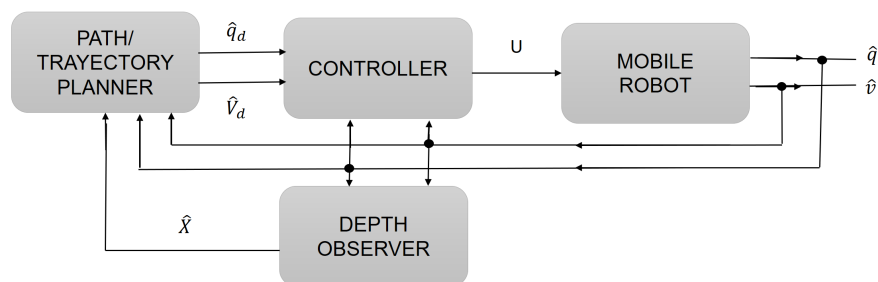 PATH/
TRAYECTORY
PLANNER
q̂_d
V̂_d
CONTROLLER
U
MOBILE
ROBOT
q̂
v̂
X̂
DEPTH
OBSERVER